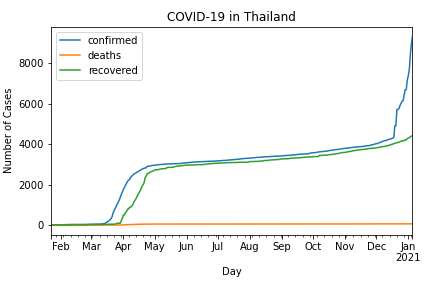 COVID-19 in Thailand
confirmed
deaths
recovered
Number of Cases
8000
6000
4000
2000
0
Feb Mar Apr May Jun Jul Aug Sep Oct Nov Dec Jan
2021
Day